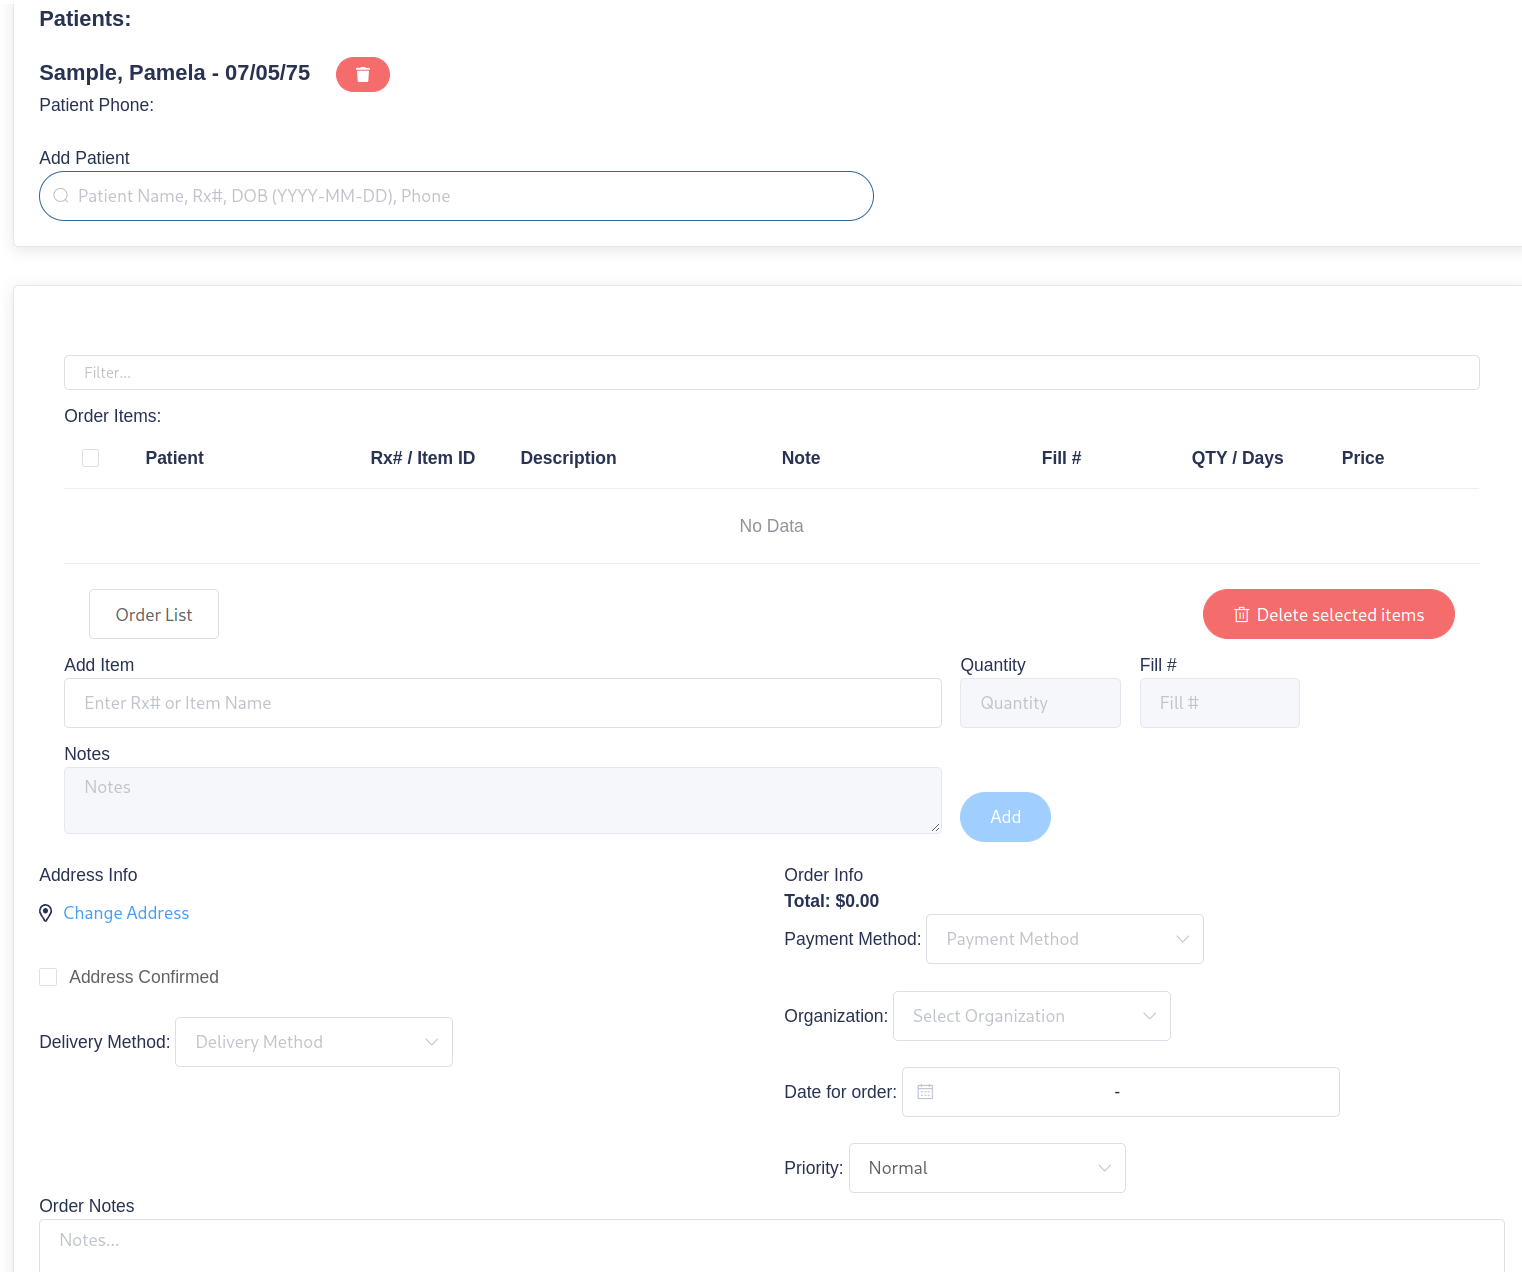 Patients:
Sample, Pamela - 07/05/75
Patient Phone:
Add Patient
Patient Name, Rx#, DOB (YYYY-MM-DD), Phone
Filter...
Order Items:
Patient Rx# / Item ID Description Note Fill # QTY / Days Price
No Data
Order List Delete selected items
Add Item Quantity Fill #
Enter Rx# or Item Name Quantity Fill #
Notes
Notes
Add
Address Info
Change Address
Address Confirmed
Delivery Method: Delivery Method
Order Info
Total: $0.00
Payment Method: Payment Method
Organization: Select Organization
Date for order: -
Priority: Normal
Order Notes
Notes...